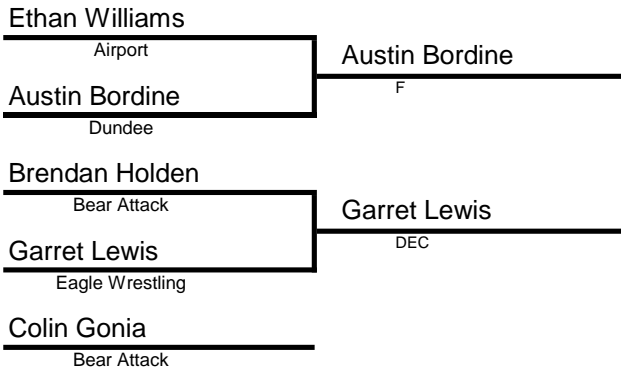 Ethan Williams
Airport
Austin Bordine
F
Austin Bordine
Dundee
Brendan Holden
Bear Attack
Garret Lewis
DEC
Garret Lewis
Eagle Wrestling
Colin Gonia
Bear Attack